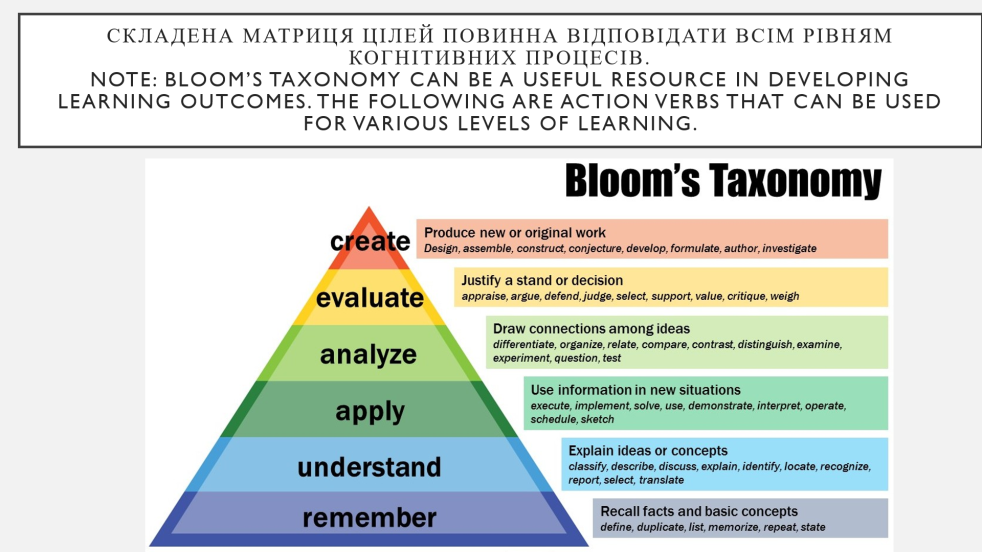 СКЛАДЕНА МАТРИЦЯ ЦІЛЕЙ ПОВИННА ВІДПОВІДАТИ ВСІМ РІВНЯМ
КОГНІТИВНИХ ПРОЦЕСІВ.
NOTE: BLOOM'S TAXONOMY CAN BE A USEFUL RESOURCE IN DEVELOPING
LEARNING OUTCOMES. THE FOLLOWING ARE ACTION VERBS THAT CAN BE USED
FOR VARIOUS LEVELS OF LEARNING.
Bloom's Taxonomy
create
Produce new or original work
Design, assemble, construct, conjecture, develop, formulate, author, investigate
evaluate
Justify a stand or decision
appraise, argue, defend, judge, select, support, value, critique, weigh
analyze
Draw connections among ideas
differentiate, organize, relate, compare, contrast, distinguish, examine,
experiment, question, test
apply
Use information in new situations
execute, implement, solve, use, demonstrate, interpret, operate,
schedule, sketch
understand
Explain ideas or concepts
classify, describe, discuss, explain, identify, locate, recognize,
report, select, translate
remember
Recall facts and basic concepts
define, duplicate, list, memorize, repeat, state